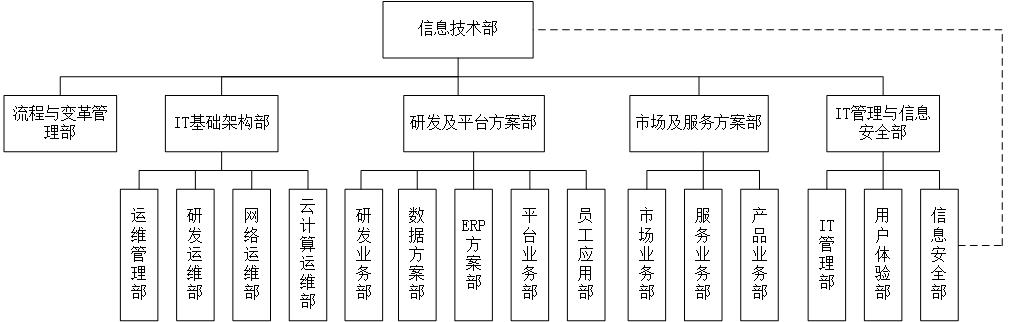 信息技术部
流程与变革管
理部
IT基础架构部
研发及平台方案部
市场及服务方案部
IT管理与信息
安全部
运维管理部
研发运维部
网络运维部
云计算运维部
研发业务部
数据方案部
ERP方案部
平台业务部
员工应用部
市场业务部
服务业务部
产品业务部
IT管理部
用户体验部
信息安全部